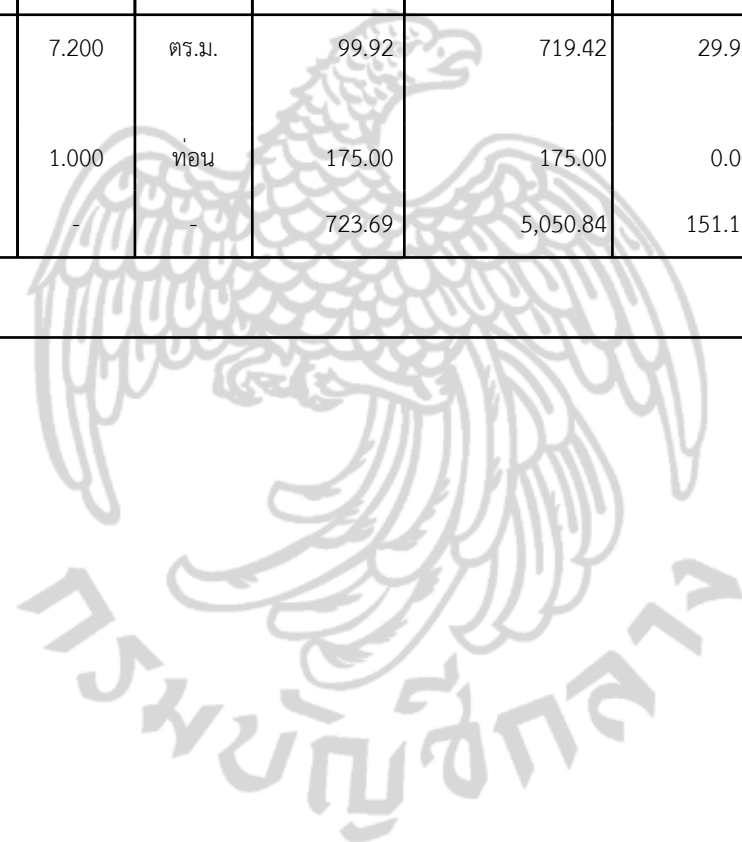 7.200 ตร.ม. 99.92 719.42 29.9
1.000 ท่อน 175.00 175.00 0.0
- - 723.69 5,050.84 151.1
กรมบัญชีกลาง